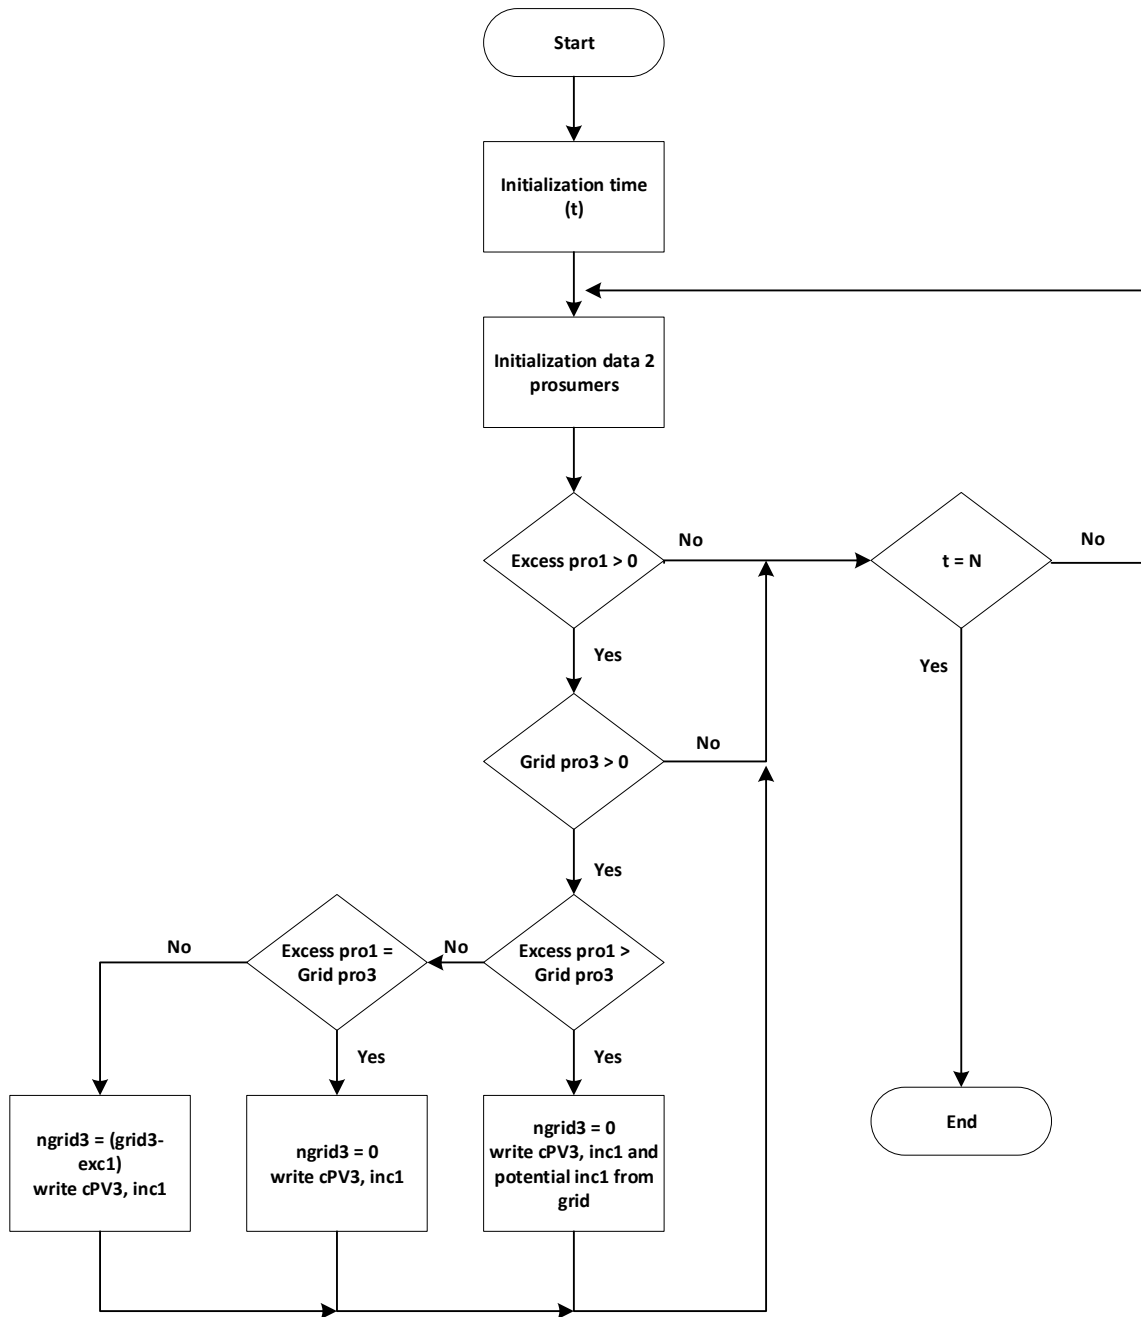 Start
Initialization time
(t)
Initialization data 2
prosumers
Excess pro1 > 0
No
t = N
No
Yes
Yes
Grid pro3 > 0
No
Yes
Excess pro1 >
Grid pro3
No
Excess pro1 =
Grid pro3
No
Yes
Yes
ngrid3 = (grid3-
exc1)
write cPV3, inc1
ngrid3 = 0
write cPV3, inc1
ngrid3 = 0
write cPV3, inc1 and
potential inc1 from
grid
End